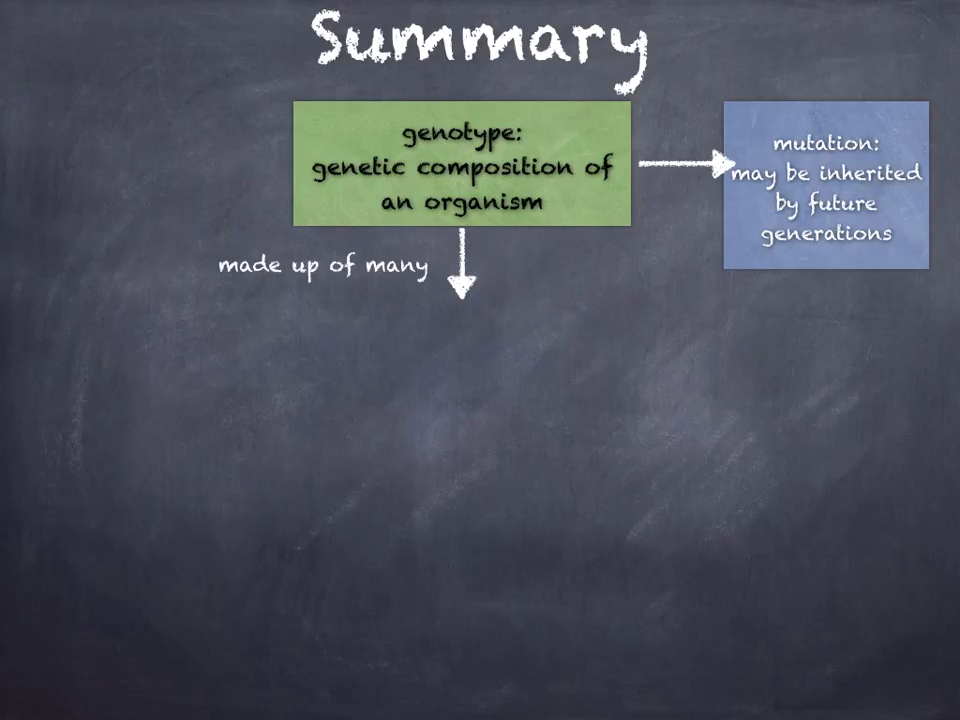 Summary
genotype:
genetic composition of
an organism
mutation:
may be inherited
by future
generations
made up of many